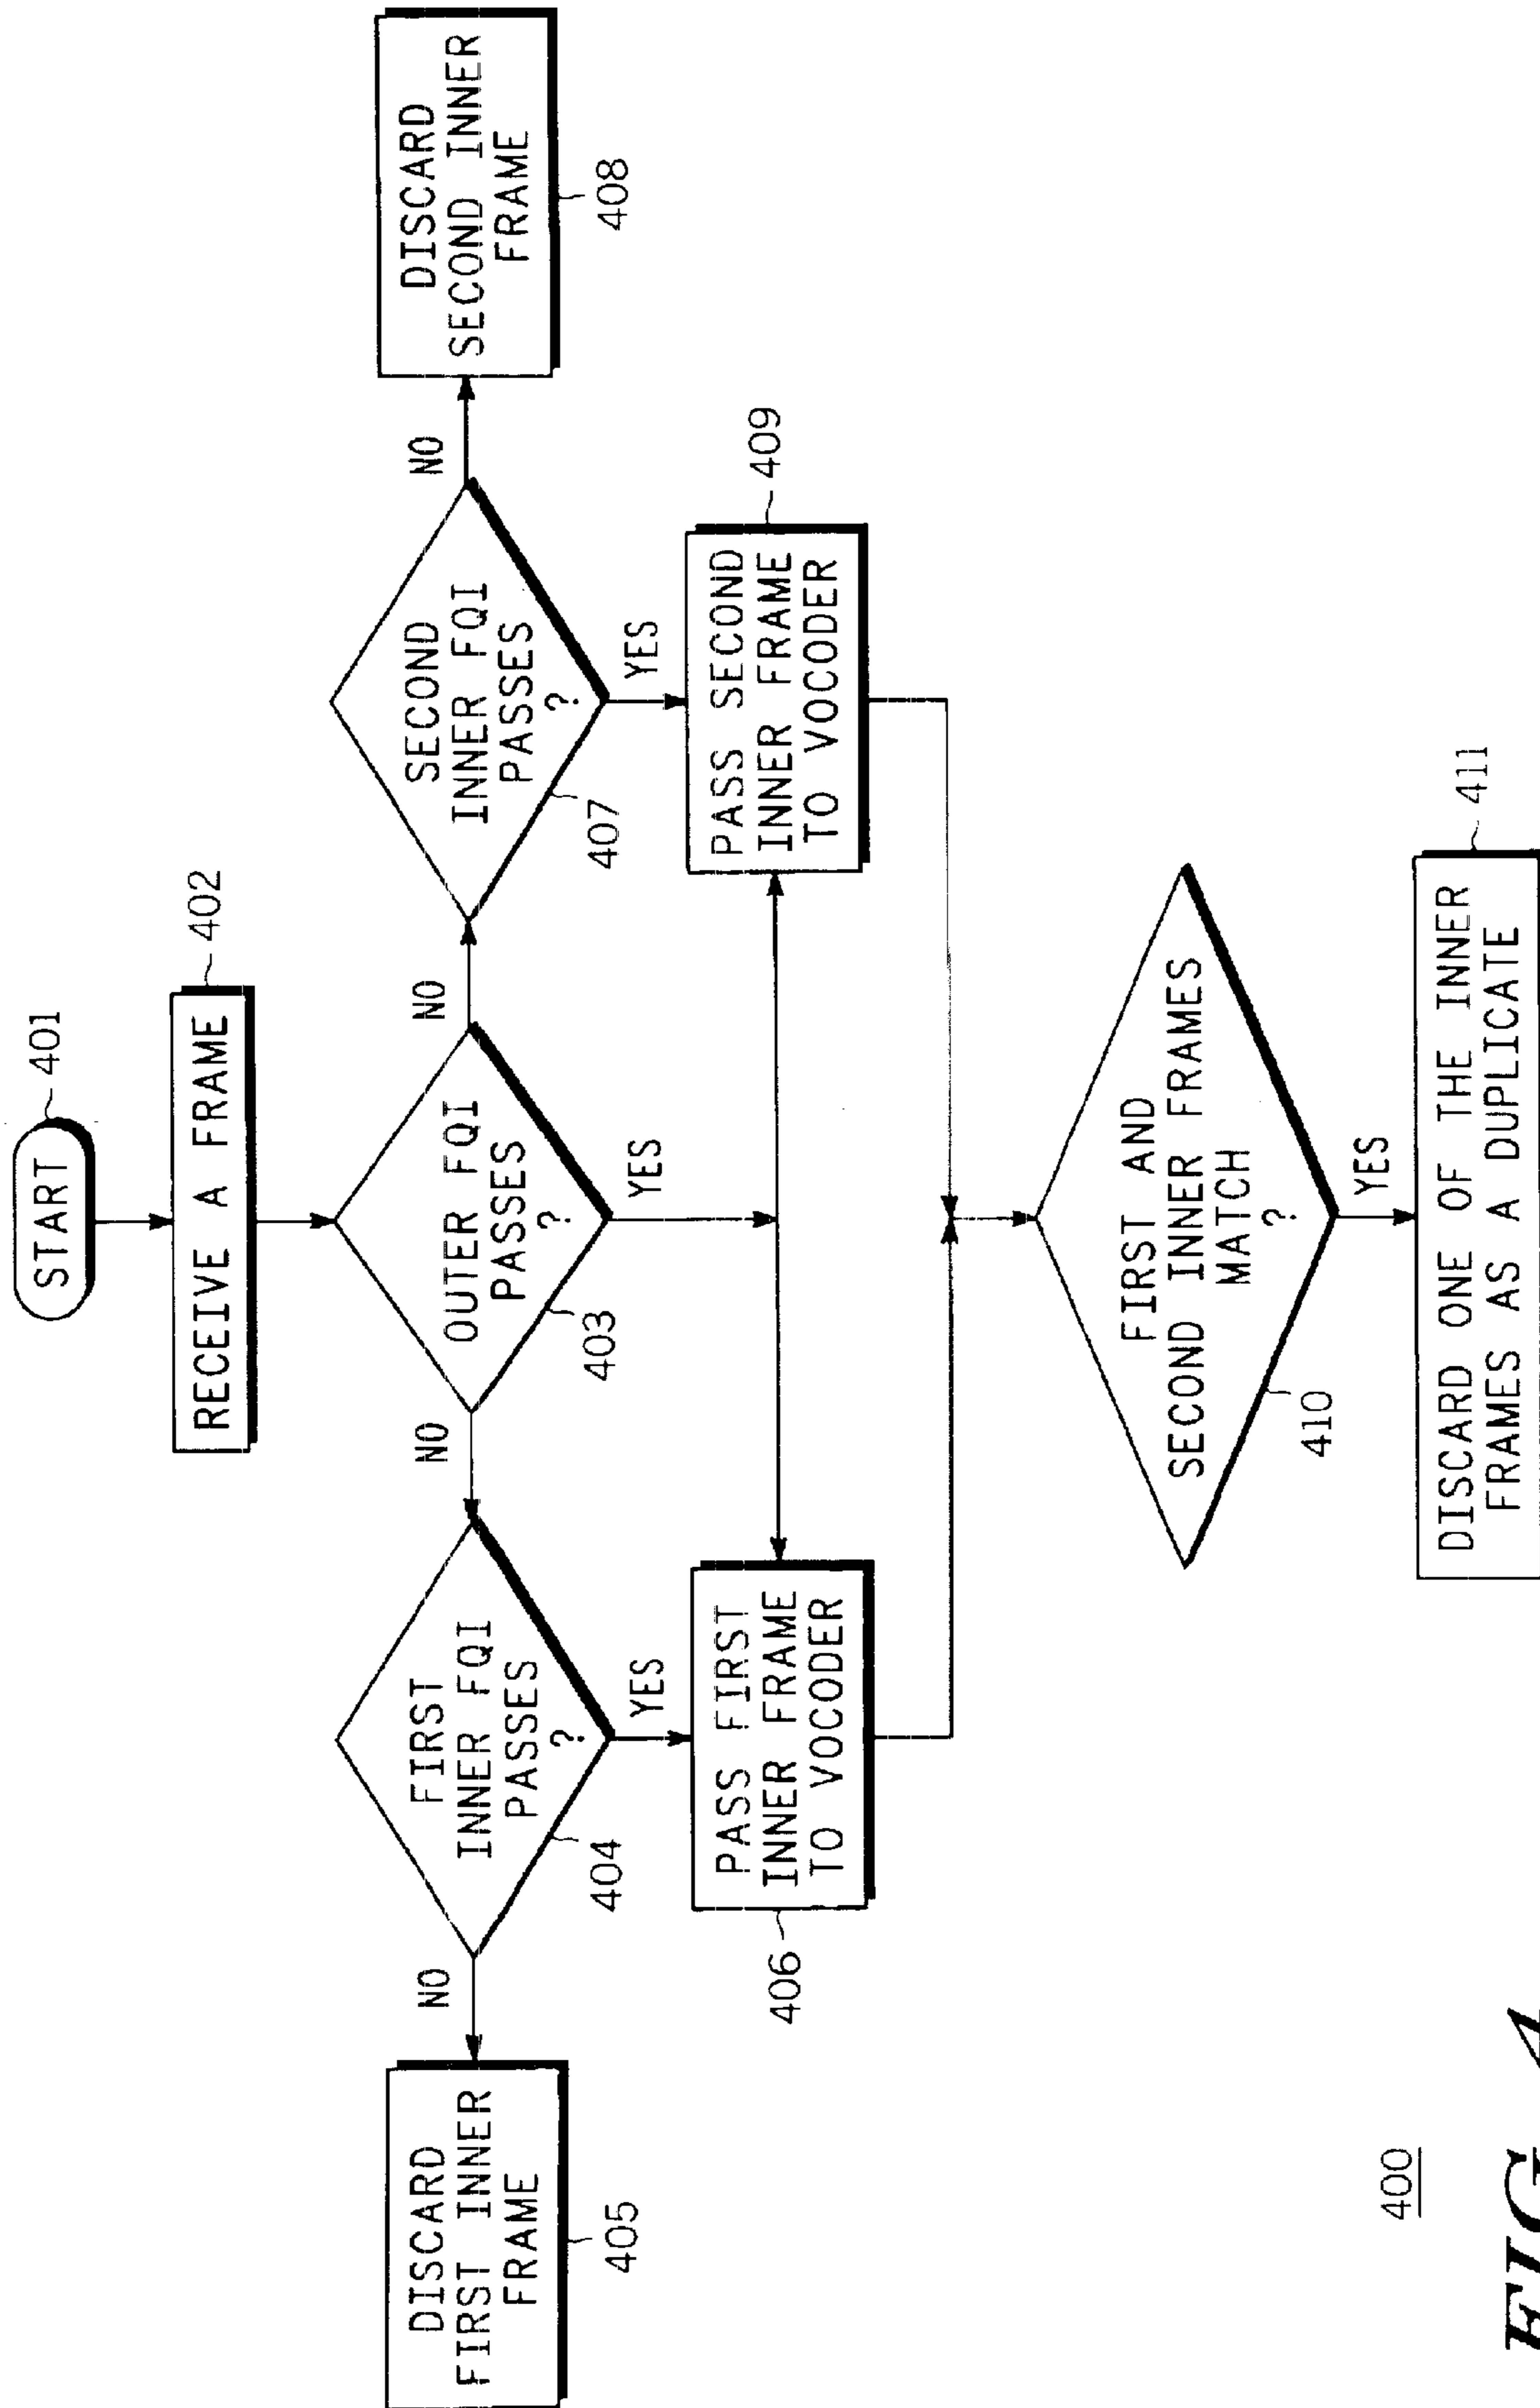 START
401
RECEIVE A FRAME
402
OUTER FQI
PASSES
?
403
NO
NO
YES
FIRST
INNER FQI
PASSES
?
404
NO
YES
DISCARD
FIRST INNER
FRAME
405
PASS FIRST
INNER FRAME
TO VOCODER
406
SECOND
INNER FQI
PASSES
?
407
NO
YES
DISCARD
SECOND INNER
FRAME
408
PASS SECOND
INNER FRAME
TO VOCODER
409
FIRST AND
SECOND INNER FRAMES
MATCH
?
410
YES
DISCARD ONE OF THE INNER
FRAMES AS A DUPLICATE
411
400
FIG. 4